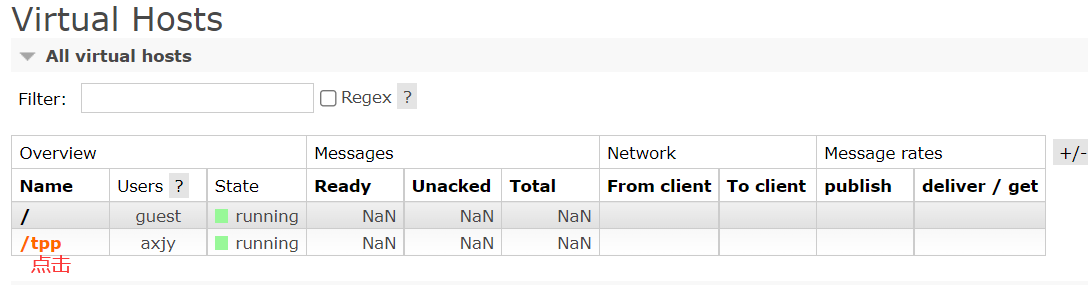 Virtual Hosts
All virtual hosts
Filter: Regex ?
Overview Messages Network Message rates +/-
Name Users ? State Ready Unacked Total From client To client publish deliver / get
/ guest running NaN NaN NaN
/tpp axjy running NaN NaN NaN
点击